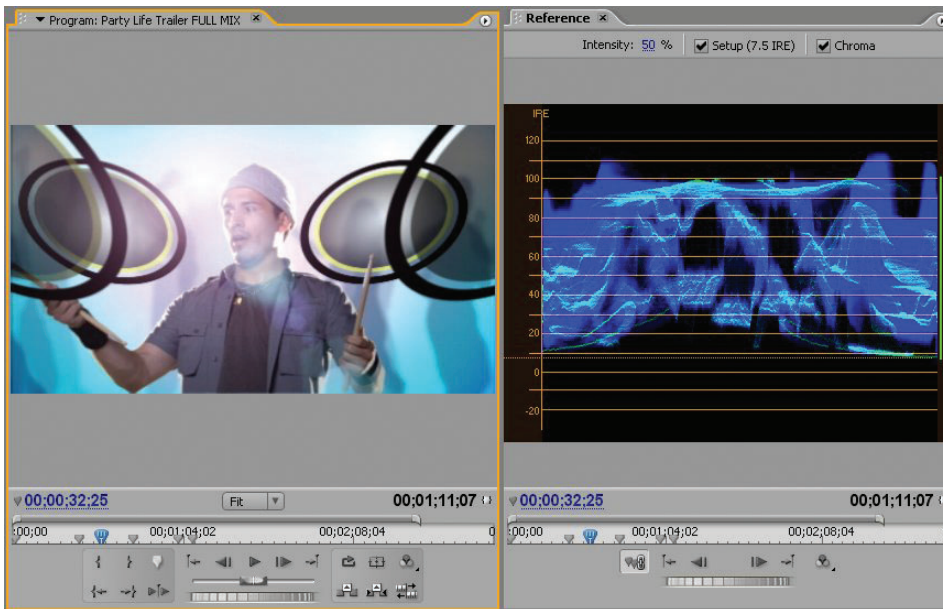 Program: Party Life Trailer FULL MIX
Reference
Intensity: 50 %
Setup (7.5 IRE)
Chroma
IRE
120
100
80
60
40
20
0
-20
00;00;32;25
Fit
00;01;11;07
:00;00
00;01;04;02
00;02;08;04
0
00;00;32;25
00;01;11;07
:00;00
00;01;04;02
00;02;08;04